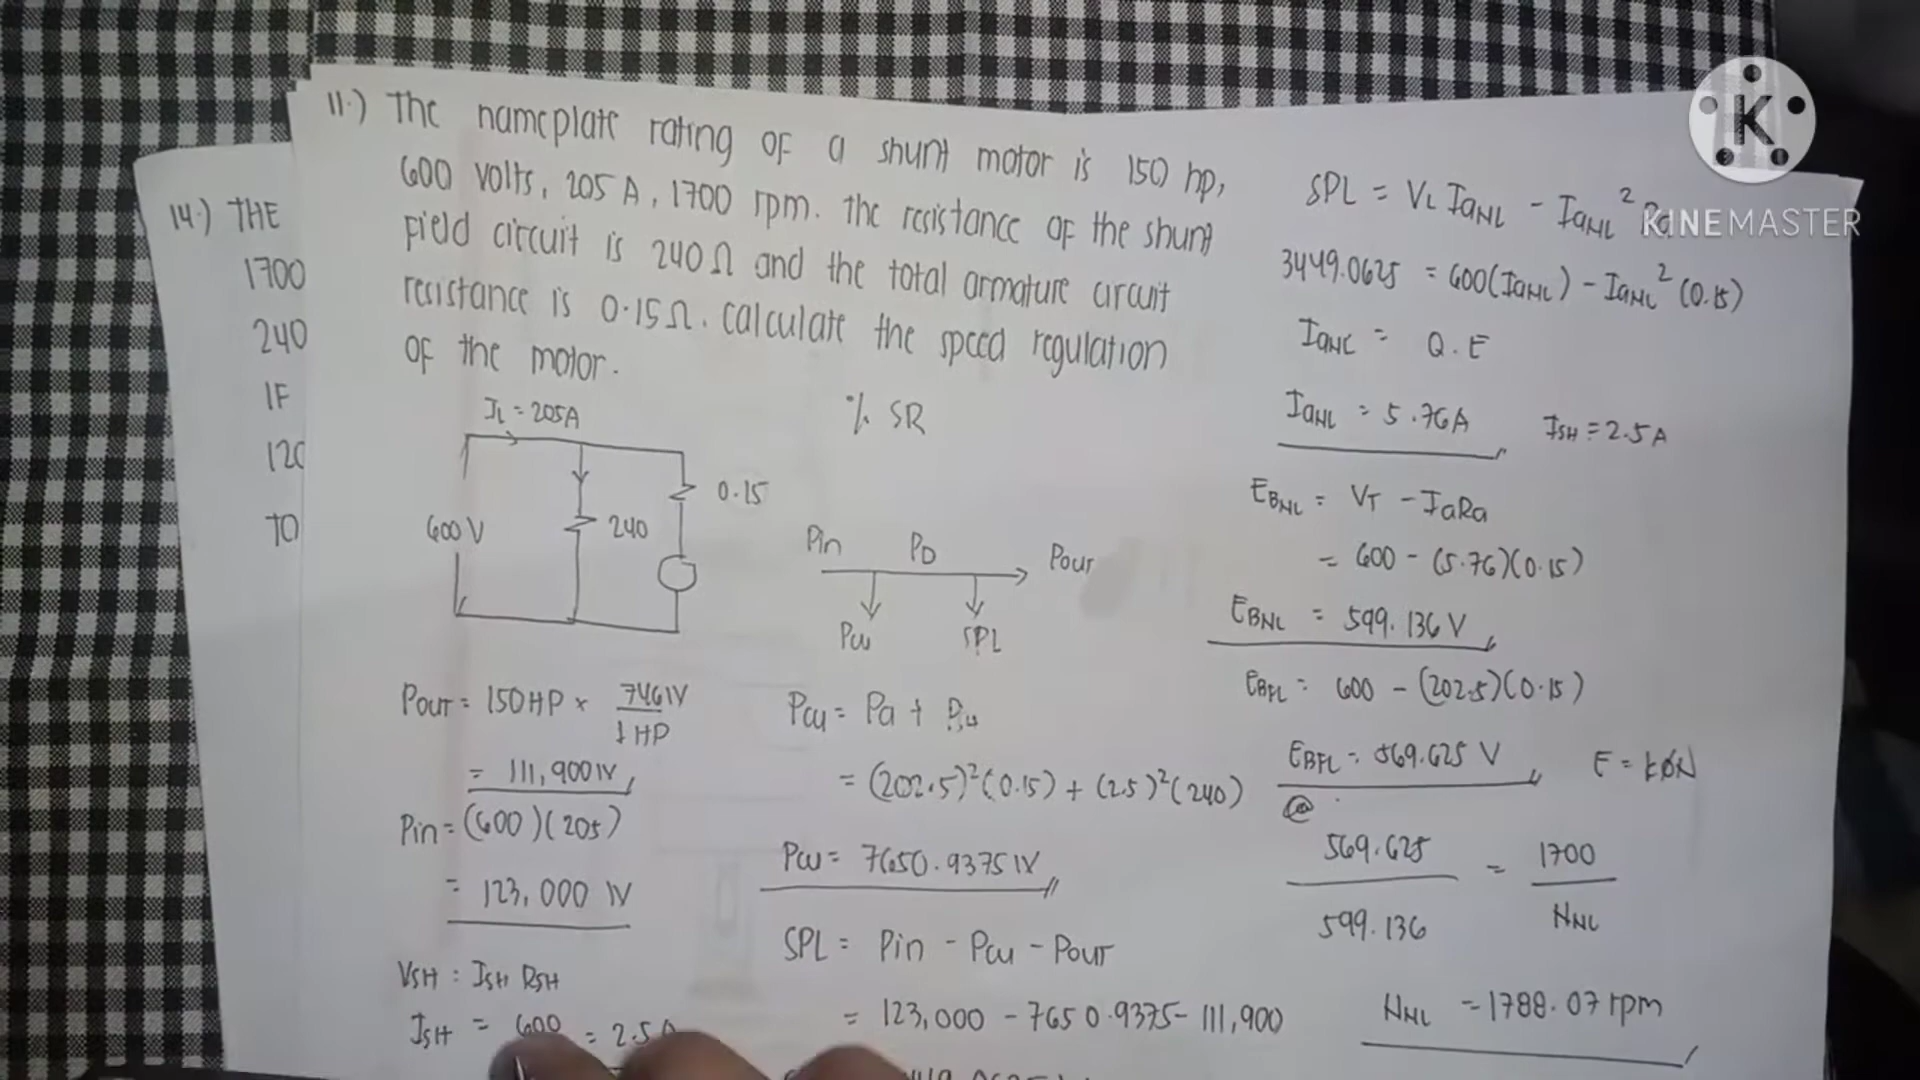 11.) The nameplate rating of a shunt motor is 150 hp,
600 volts, 205 A, 1700 rpm. The resistance of the shunt
field circuit is 240 Ω and the total armature circuit
resistance is 0.15 Ω. Calculate the speed regulation
of the motor.
14.) THE
1700
240
IF
120
TO
IL = 205A
600 V
240
0.15
% SR
Pin PD Pout
Pcu SPL
Pout = 150HP × 746W
1 HP
= 111,900W
Pin = (600)(205)
= 123,000 W
VSH = ISH RSH
ISH = 600 = 2.5
Pcu = Pa +
= (202.5)²(0.15) + (2.5)²(240)
Pcu = 7650.9375W
SPL = Pin - Pcu - Pout
= 123,000 - 7650.9375 - 111,900
K
KINEMASTER
SPL = VL IaNL - IaNL²
3449.0625 = 600(IaNL) - IaNL²(0.15)
IaNL = Q.E
IaNL = 5.76A ISH = 2.5A
EBNL = VT - IaRa
= 600 - (5.76)(0.15)
EBNL = 599.136 V
EBFL = 600 - (202.5)(0.15)
EBFL = 569.625 V E = kØN
@
569.625 = 1700
599.136 NNL
NNL = 1788.07 rpm